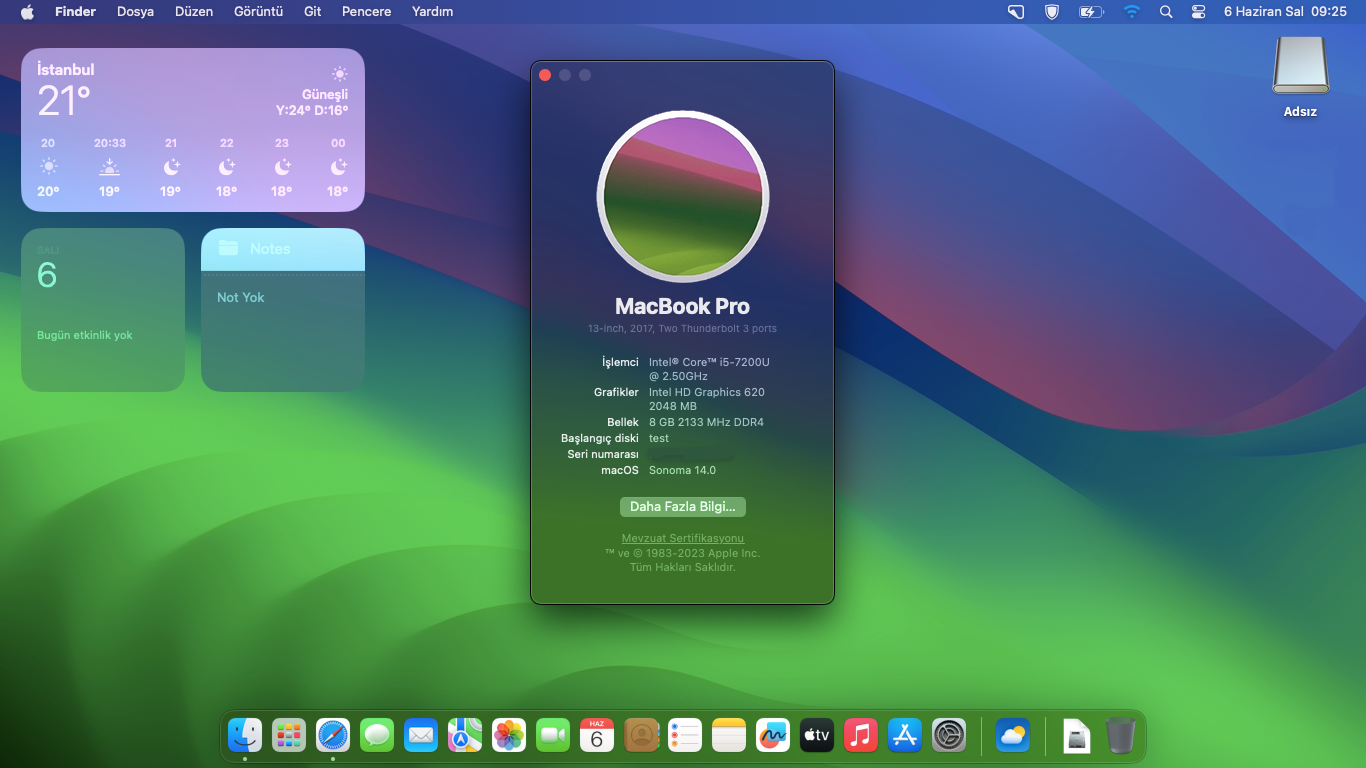 Finder Dosya Düzen Görüntü Git Pencere Yardım
6 Haziran Sal 09:25
İstanbul
21°
Güneşli
Y:24° D:16°
20 20:33 21 22 23 00
20° 19° 19° 18° 18° 18°
SALI
6
Bugün etkinlik yok
Notes
Not Yok
MacBook Pro
13-inch, 2017, Two Thunderbolt 3 ports
İşlemci Intel® Core™ i5-7200U
@ 2.50GHz
Grafikler Intel HD Graphics 620
2048 MB
Bellek 8 GB 2133 MHz DDR4
Başlangıç diski test
Seri numarası
macOS Sonoma 14.0
Daha Fazla Bilgi...
Mevzuat Sertifikasyonu
™ ve © 1983-2023 Apple Inc.
Tüm Hakları Saklıdır.
Adsız
HAZ
6
tv